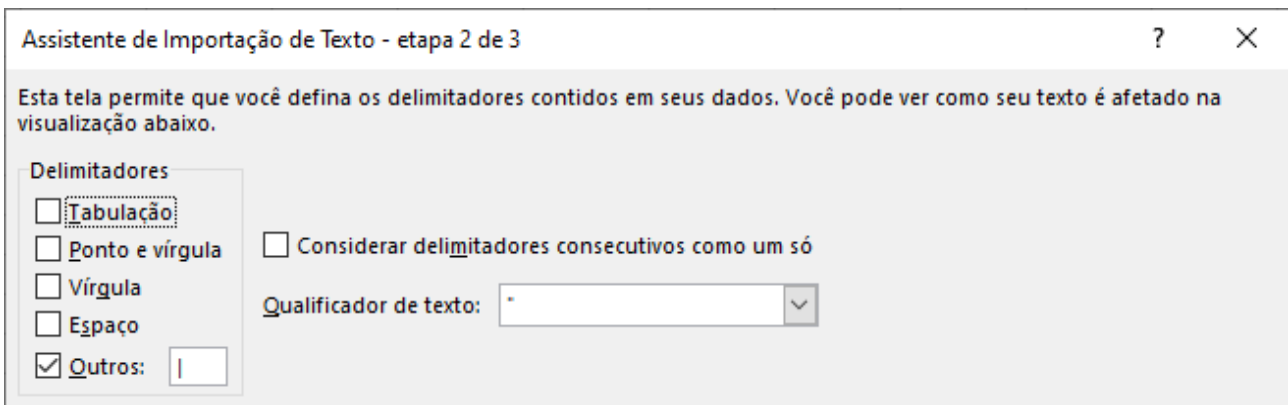 Assistente de Importação de Texto - etapa 2 de 3 ?
Esta tela permite que você defina os delimitadores contidos em seus dados. Você pode ver como seu texto é afetado na
visualização abaixo.
Delimitadores
Tabulação
Ponto e vírgula
Vírgula
Espaço
Outros: |
Considerar delimitadores consecutivos como um só
Qualificador de texto: "